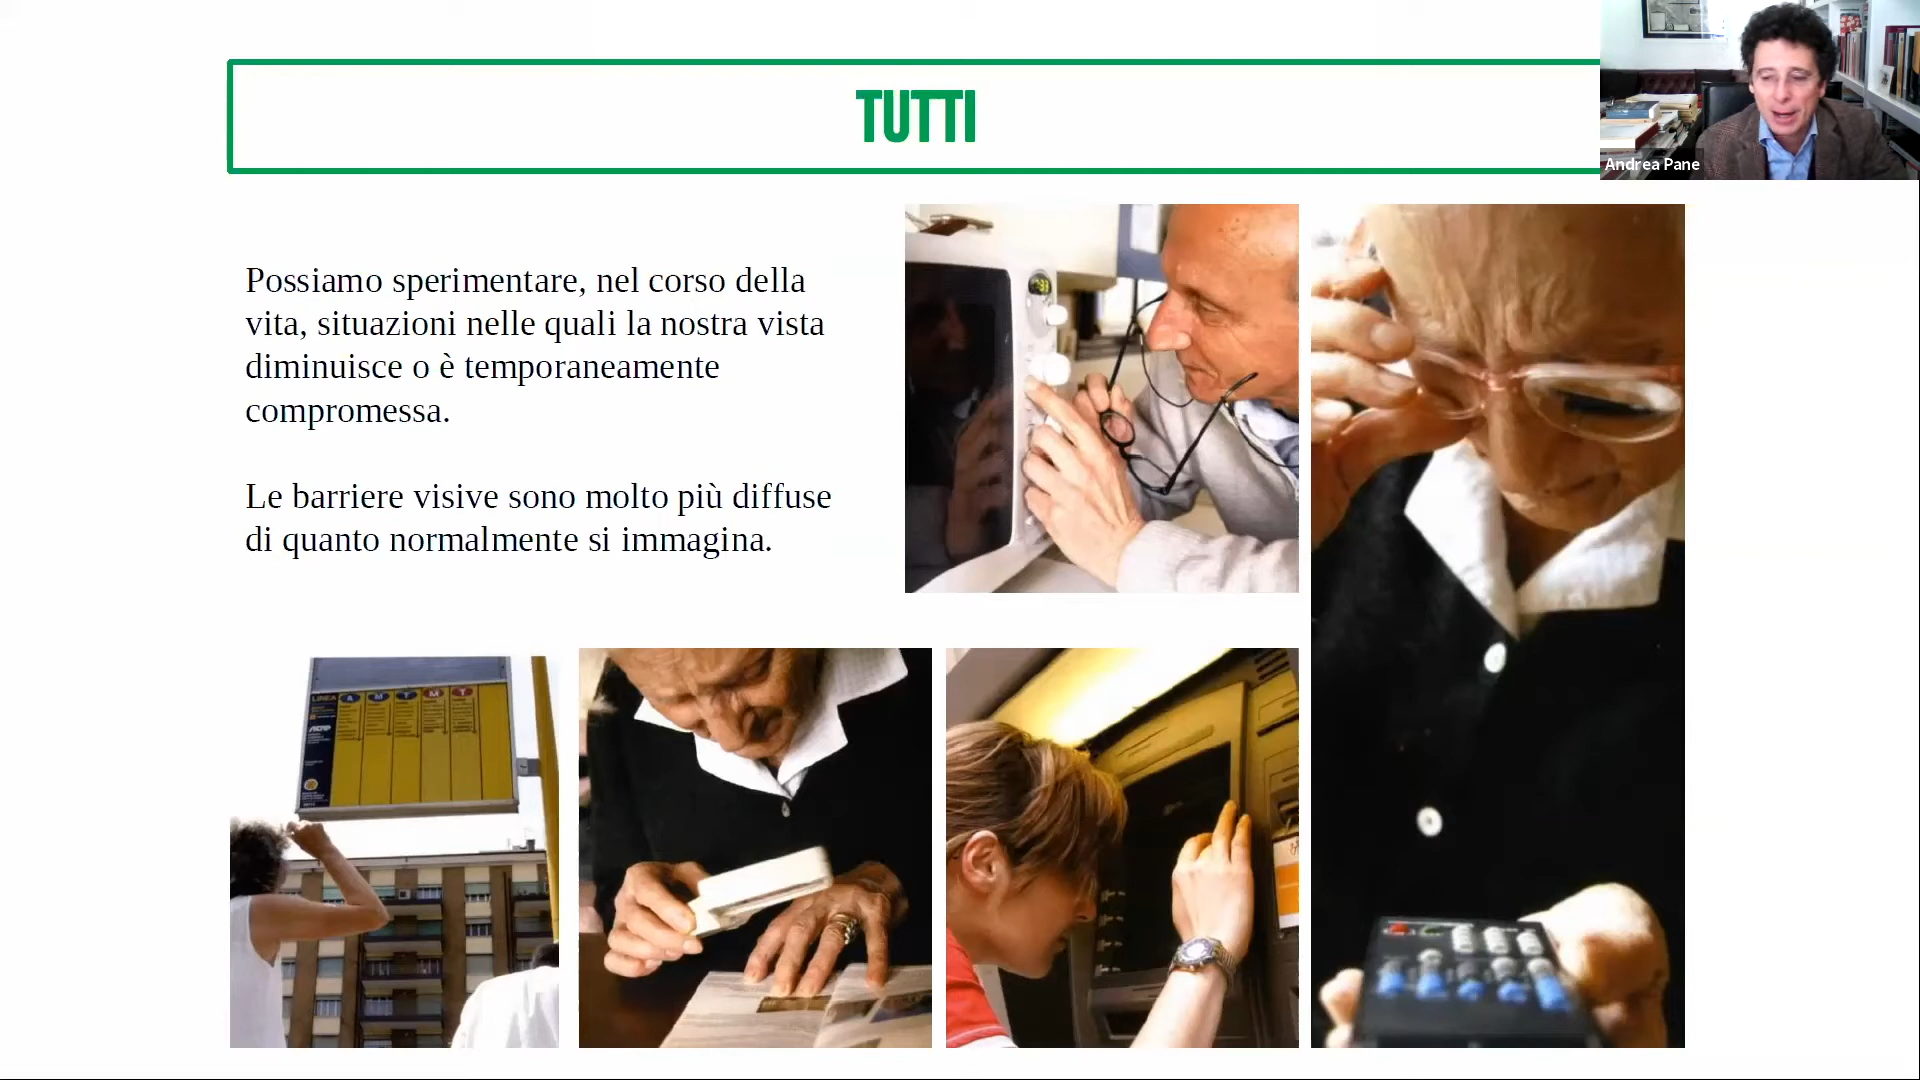 TUTTI
Andrea Pane
Possiamo sperimentare, nel corso della
vita, situazioni nelle quali la nostra vista
diminuisce o è temporaneamente
compromessa.
Le barriere visive sono molto più diffuse
di quanto normalmente si immagina.
LINEA A M T M T